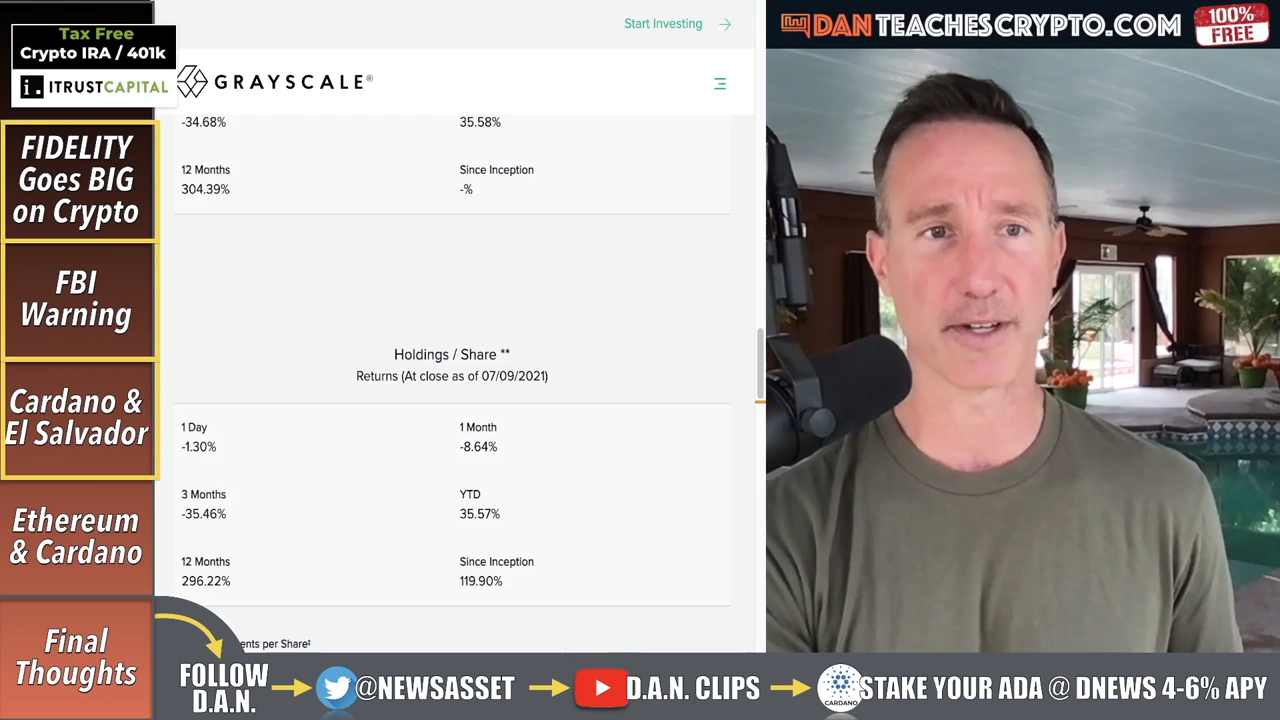 Tax Free
Crypto IRA / 401k
i. ITRUSTCAPITAL
FIDELITY
Goes BIG
on Crypto
FBI
Warning
Cardano &
El Salvador
Ethereum
& Cardano
Final
Thoughts
Start Investing
GRAYSCALE®
-34.68% 35.58%
12 Months Since Inception
304.39% -%
Holdings / Share **
Returns (At close as of 07/09/2021)
1 Day 1 Month
-1.30% -8.64%
3 Months YTD
-35.46% 35.57%
12 Months Since Inception
296.22% 119.90%
per Share‡
DANTEACHESCRYPTO.COM
100%
FREE
FOLLOW
D.A.N.
@NEWSASSET
D.A.N. CLIPS
CARDANO
STAKE YOUR ADA @ DNEWS 4-6% APY